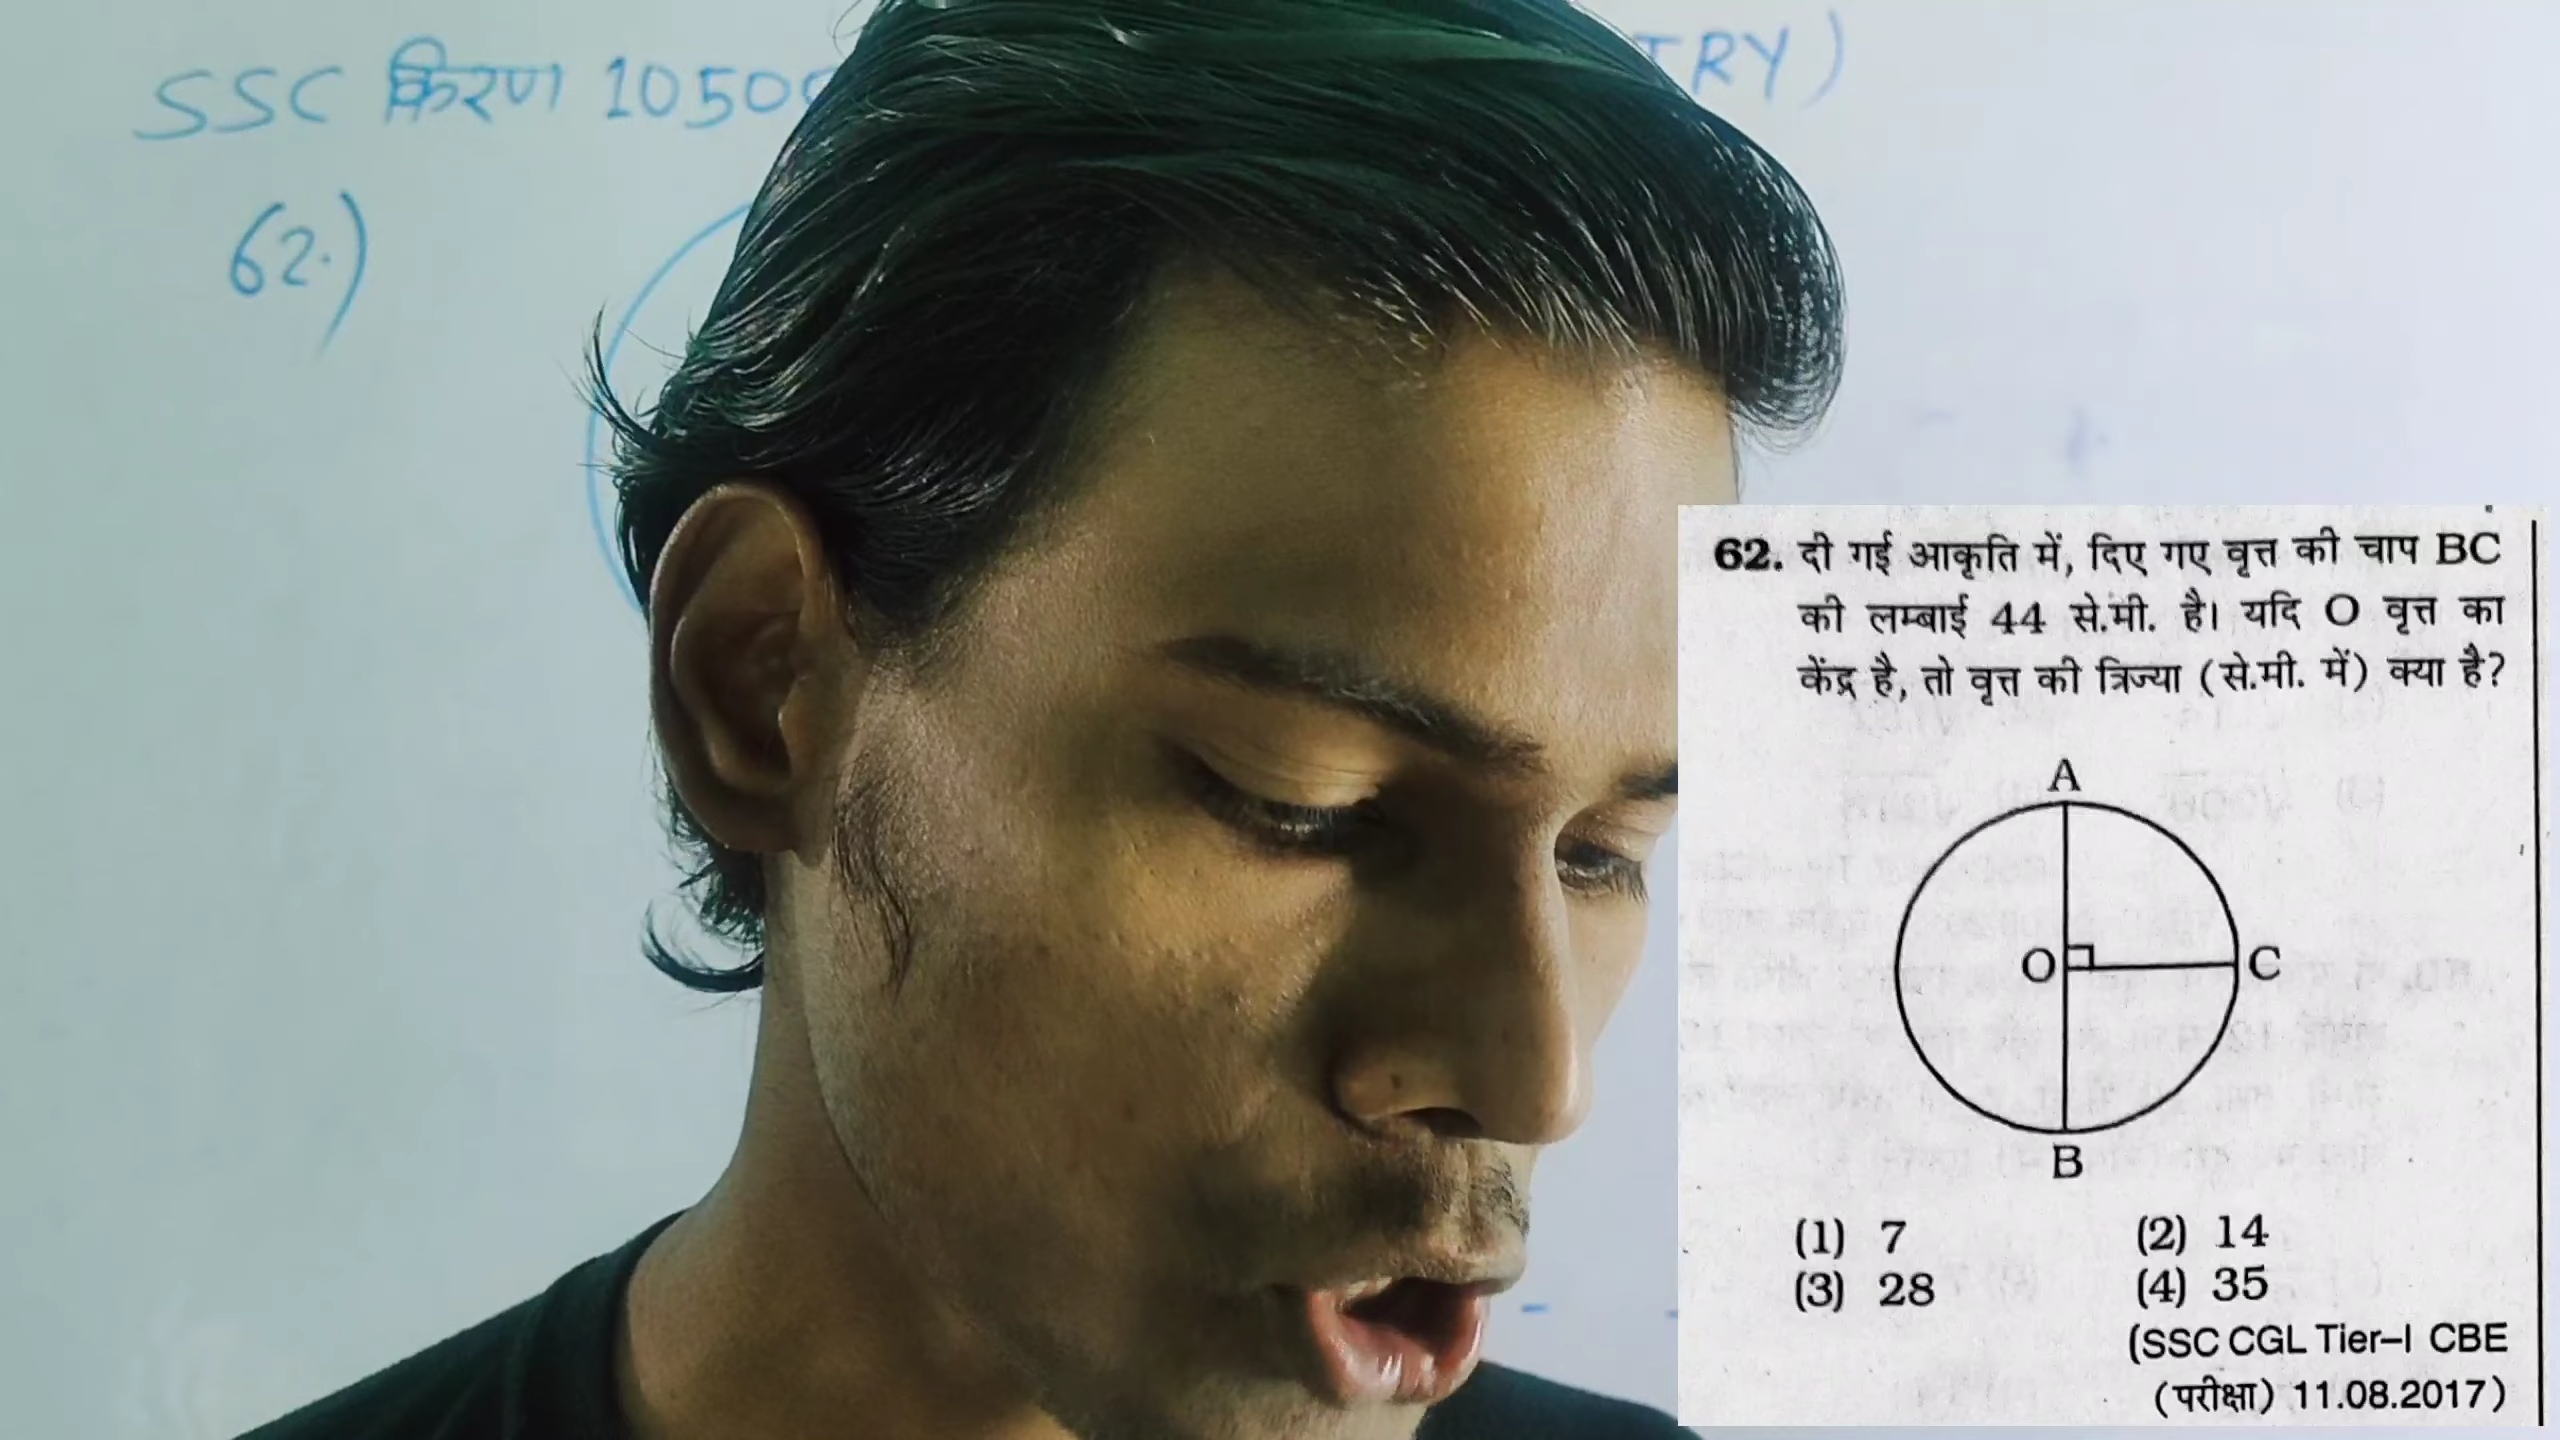 SSC किरण 1050 TRY)
62.)
62. दी गई आकृति में, दिए गए वृत्त की चाप BC
की लम्बाई 44 से.मी. है। यदि O वृत्त का
केंद्र है, तो वृत्त की त्रिज्या (से.मी. में) क्या है?
A
O C
B
(1) 7 (2) 14
(3) 28 (4) 35
(SSC CGL Tier–I CBE
(परीक्षा) 11.08.2017)